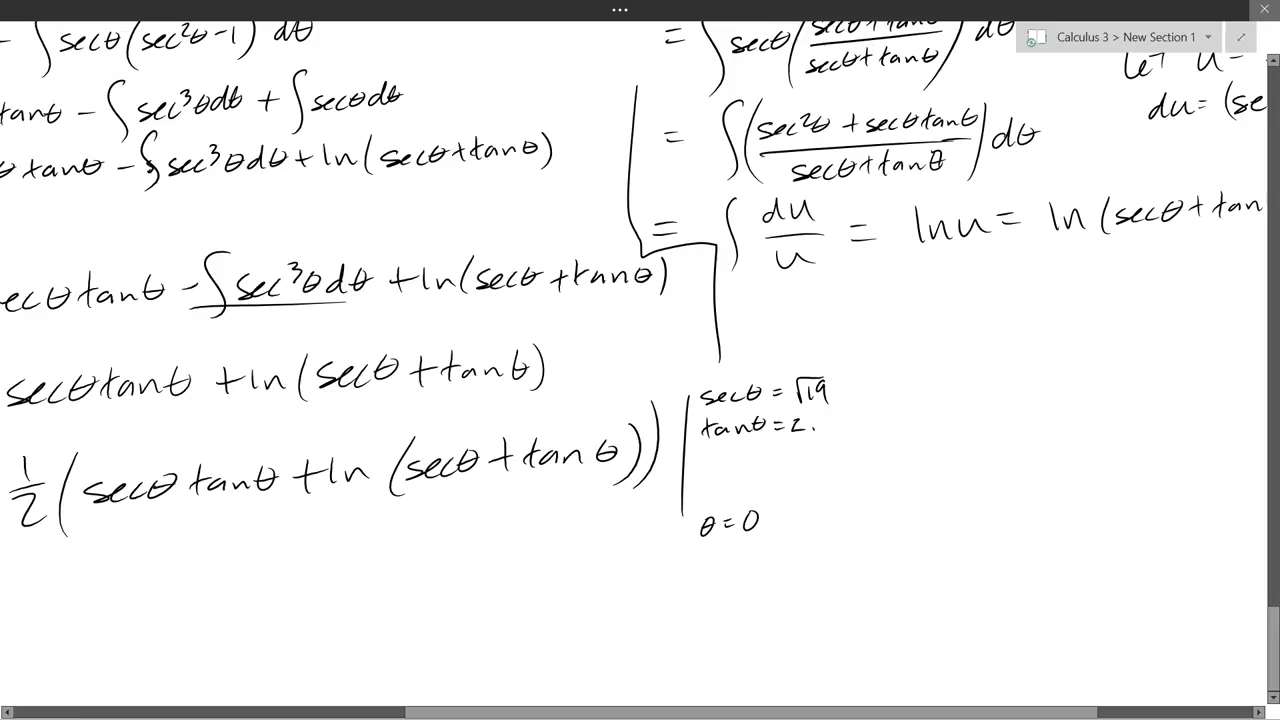 Calculus 3 > New Section 1
- ∫ secθ(sec²θ-1) dθ
tanθ - ∫ sec³θdθ + ∫ secθdθ
θ tanθ - ∫ sec³θdθ + ln(secθ+tanθ)
secθtanθ - ∫ sec³θdθ + ln(secθ+tanθ)
secθtanθ + ln(secθ+tanθ)
1/2 (secθtanθ + ln(secθ+tanθ)) |
secθ = √19
tanθ = 2.
θ = 0
= ∫ secθ(secθ+tanθ/secθ+tanθ) dθ
= ∫ (sec²θ + secθtanθ/secθ+tanθ) dθ
= ∫ du/u = lnu = ln(secθ+tan
let u =
du = (se